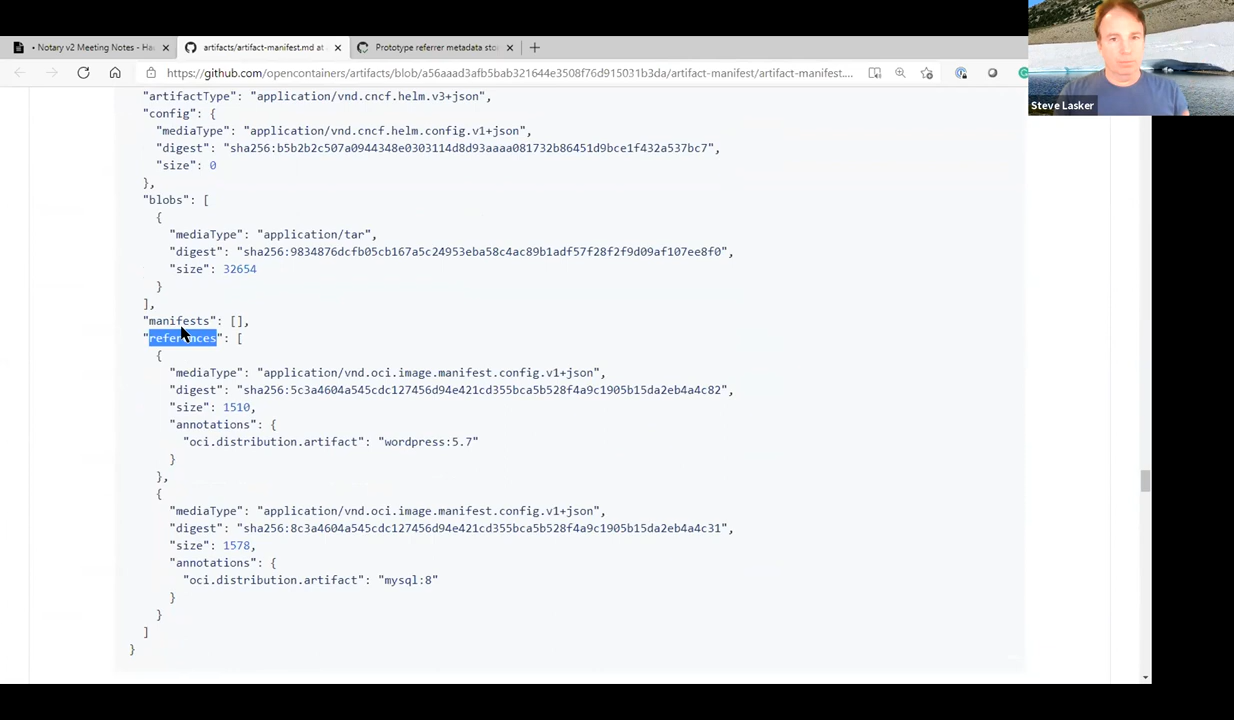 • Notary v2 Meeting Notes - Ha
artifacts/artifact-manifest.md at
Prototype referrer metadata sto
https://github.com/opencontainers/artifacts/blob/a56aaad3afb5bab321644e3508f76d915031b3da/artifact-manifest/artifact-manifest....
Steve Lasker
"artifactType": "application/vnd.cncf.helm.v3+json",
"config": {
"mediaType": "application/vnd.cncf.helm.config.v1+json",
"digest": "sha256:b5b2b2c507a0944348e0303114d8d93aaaa081732b86451d9bce1f432a537bc7",
"size": 0
},
"blobs": [
{
"mediaType": "application/tar",
"digest": "sha256:9834876dcfb05cb167a5c24953eba58c4ac89b1adf57f28f2f9d09af107ee8f0",
"size": 32654
}
],
"manifests": [],
"references": [
{
"mediaType": "application/vnd.oci.image.manifest.config.v1+json",
"digest": "sha256:5c3a4604a545cdc127456d94e421cd355bca5b528f4a9c1905b15da2eb4a4c82",
"size": 1510,
"annotations": {
"oci.distribution.artifact": "wordpress:5.7"
}
},
{
"mediaType": "application/vnd.oci.image.manifest.config.v1+json",
"digest": "sha256:8c3a4604a545cdc127456d94e421cd355bca5b528f4a9c1905b15da2eb4a4c31",
"size": 1578,
"annotations": {
"oci.distribution.artifact": "mysql:8"
}
}
]
}